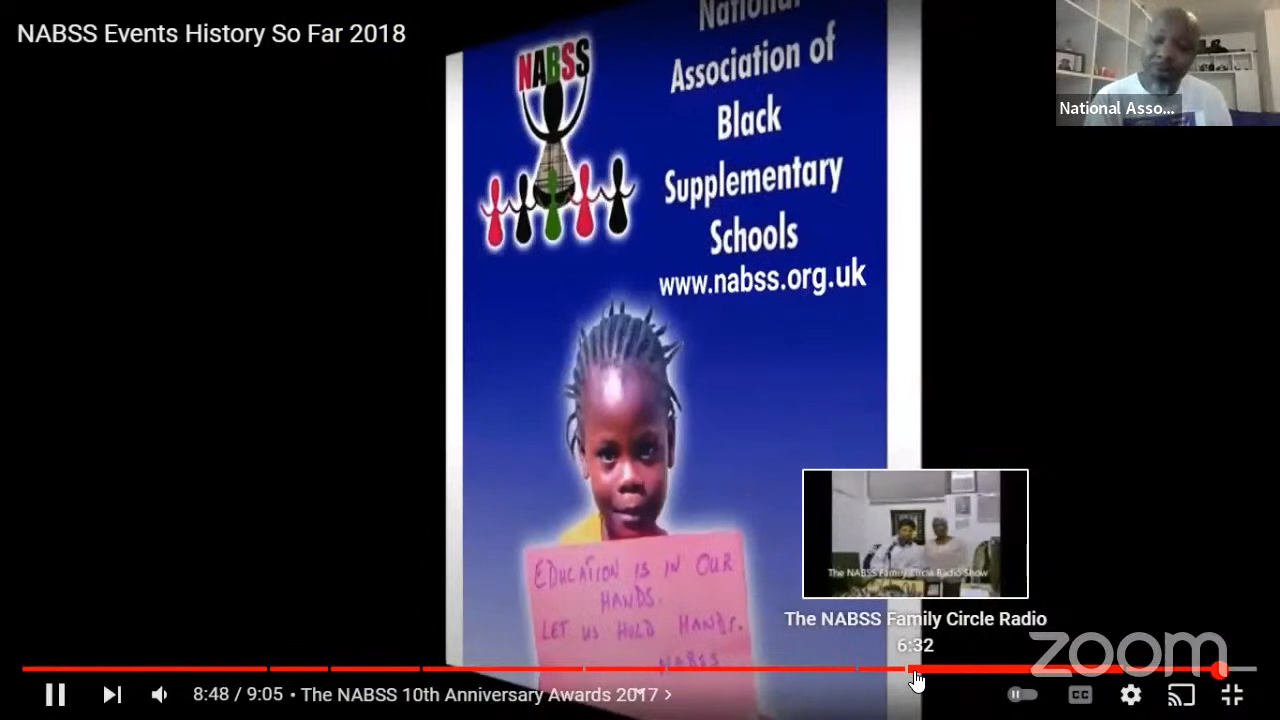 NABSS Events History So Far 2018
National Asso...
NABSS
National
Association of
Black
Supplementary
Schools
www.nabss.org.uk
EDUCATION IS IN OUR
HANDS.
LET US HOLD HANDS.
NABSS
The NABSS Family Circle Radio Show
The NABSS Family Circle Radio
6:32
zoom
8:48 / 9:05 • The NABSS 10th Anniversary Awards 2017 >
CC